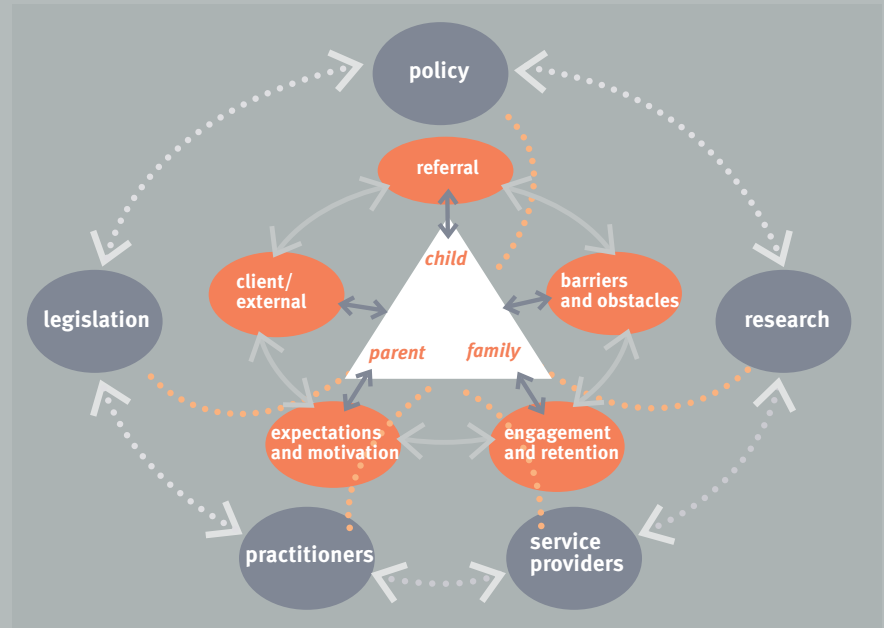 policy
referral
child
client/
external
barriers
and obstacles
legislation
research
parent
family
expectations
and motivation
engagement
and retention
practitioners
service
providers